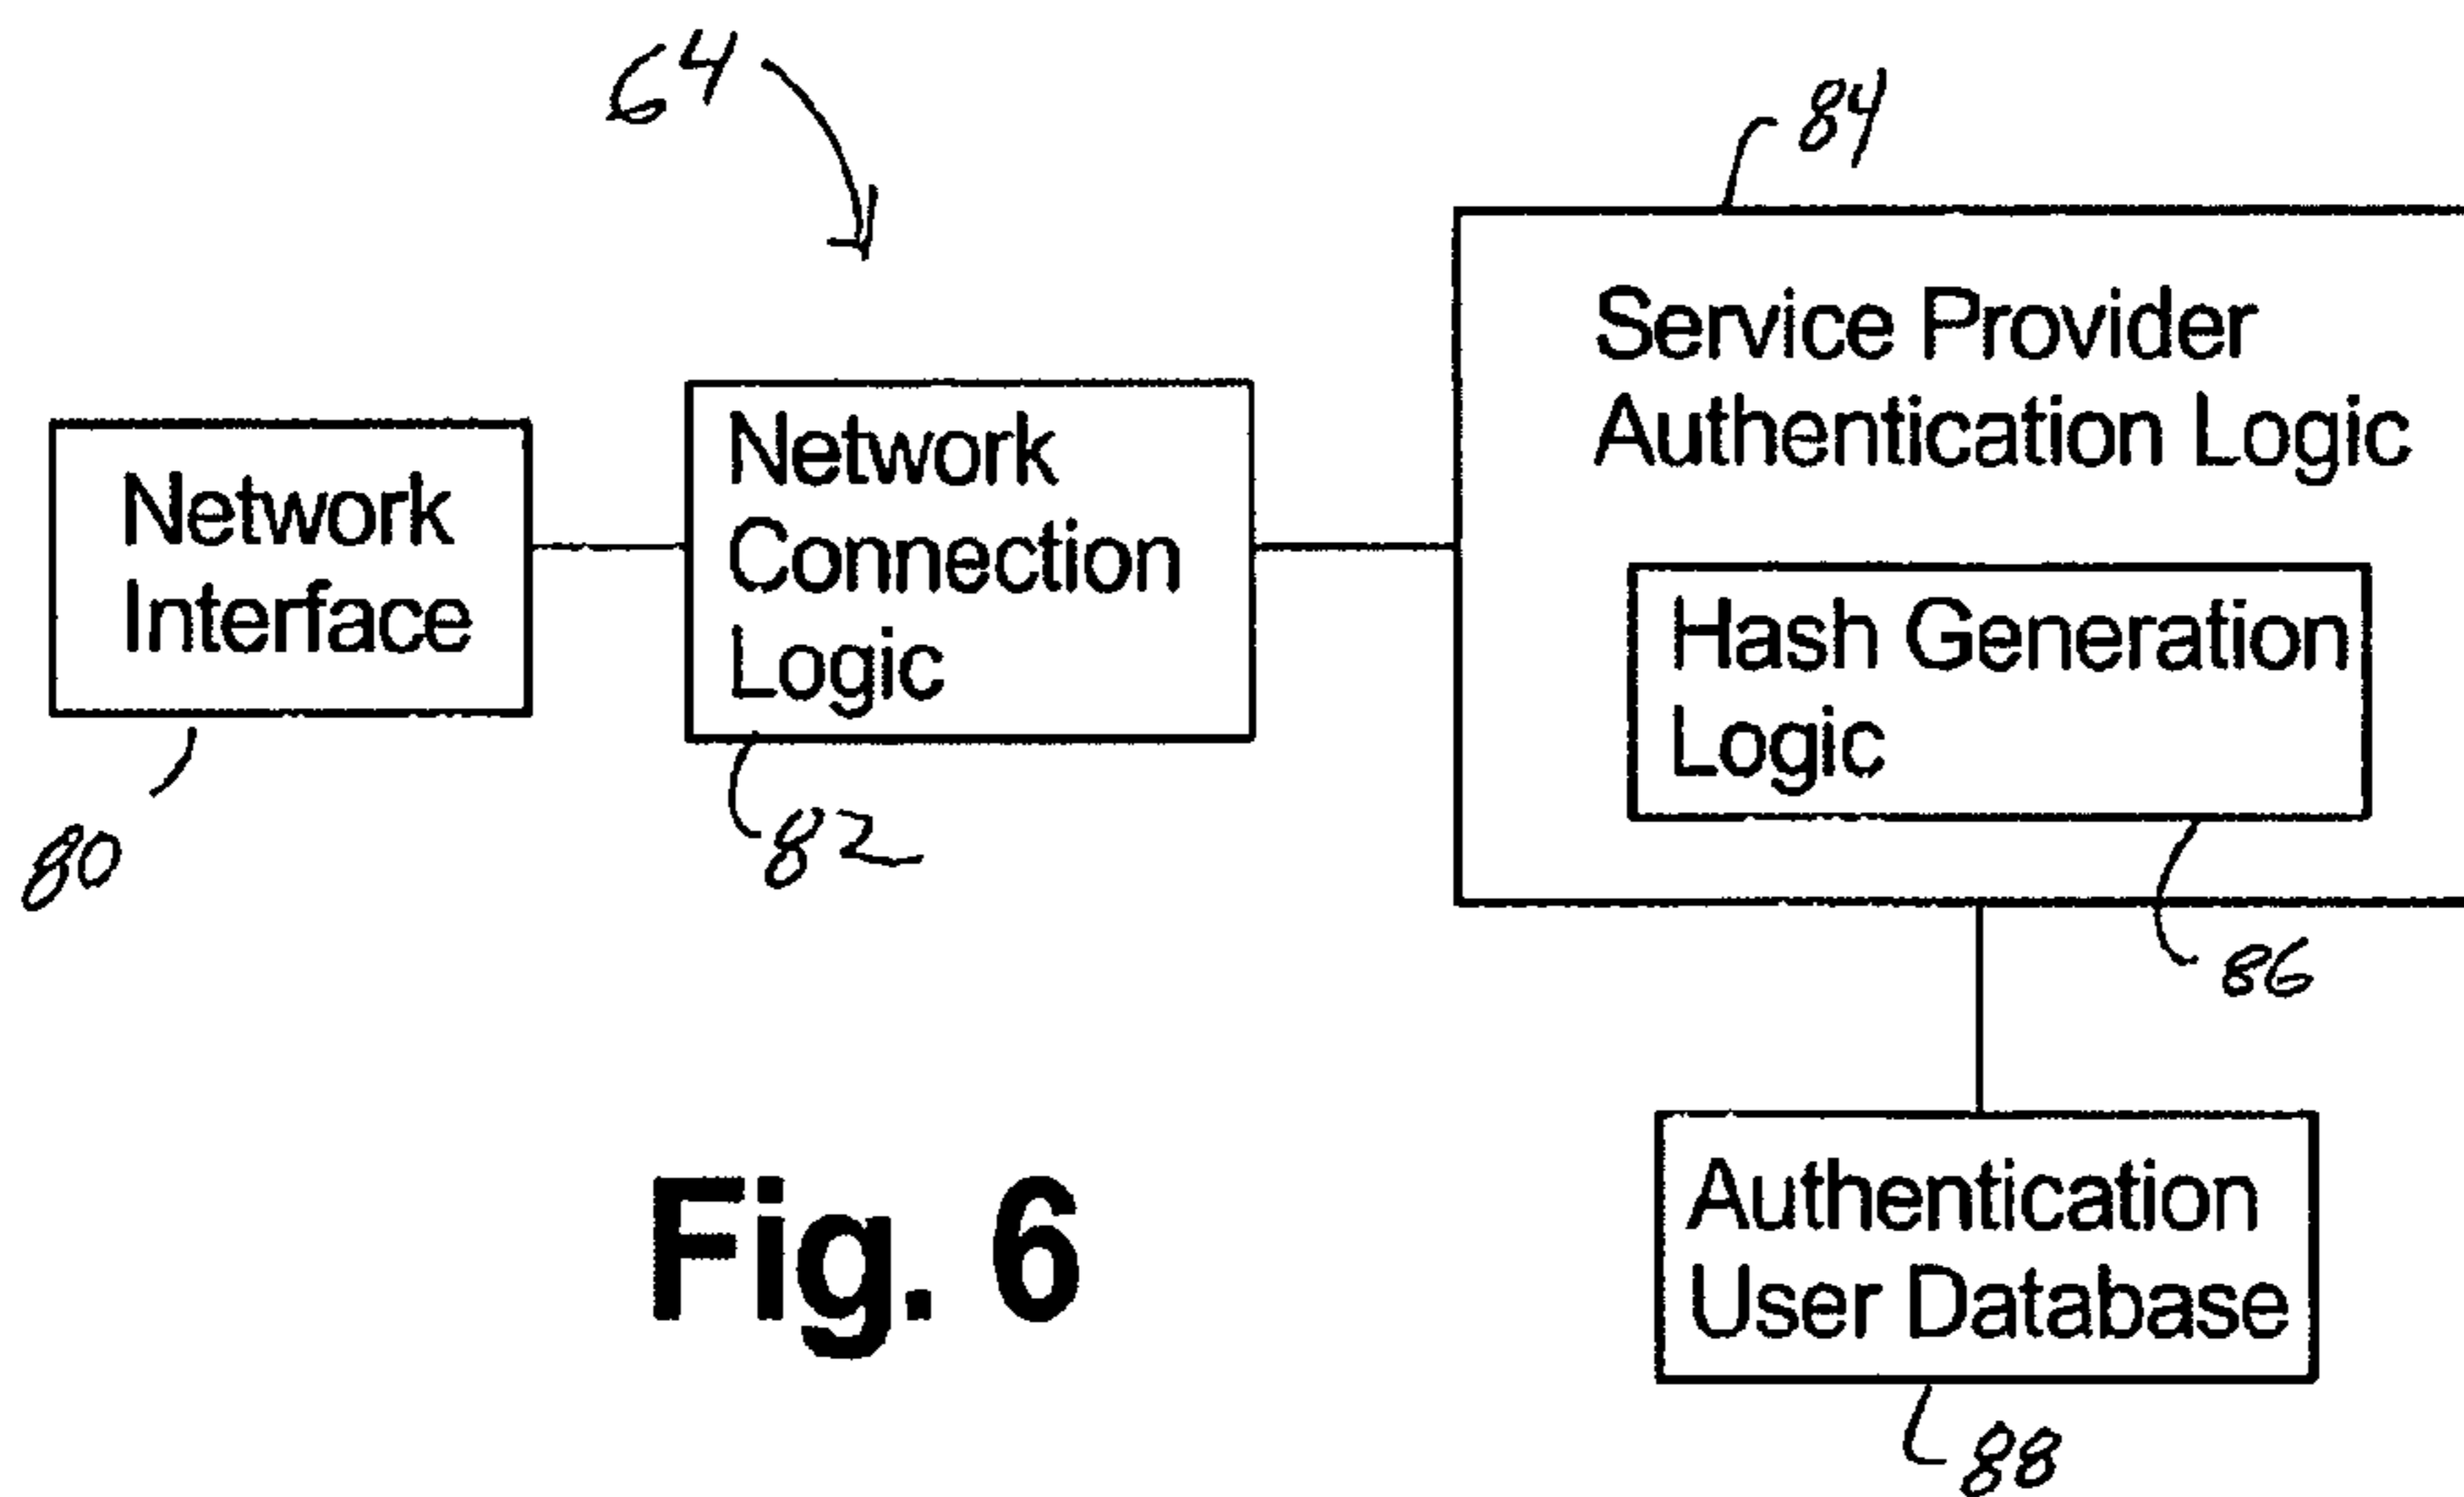 64
84
Service Provider
Authentication Logic
Network
Interface
Network
Connection
Logic
Hash Generation
Logic
80
82
86
Authentication
User Database
88
Fig. 6